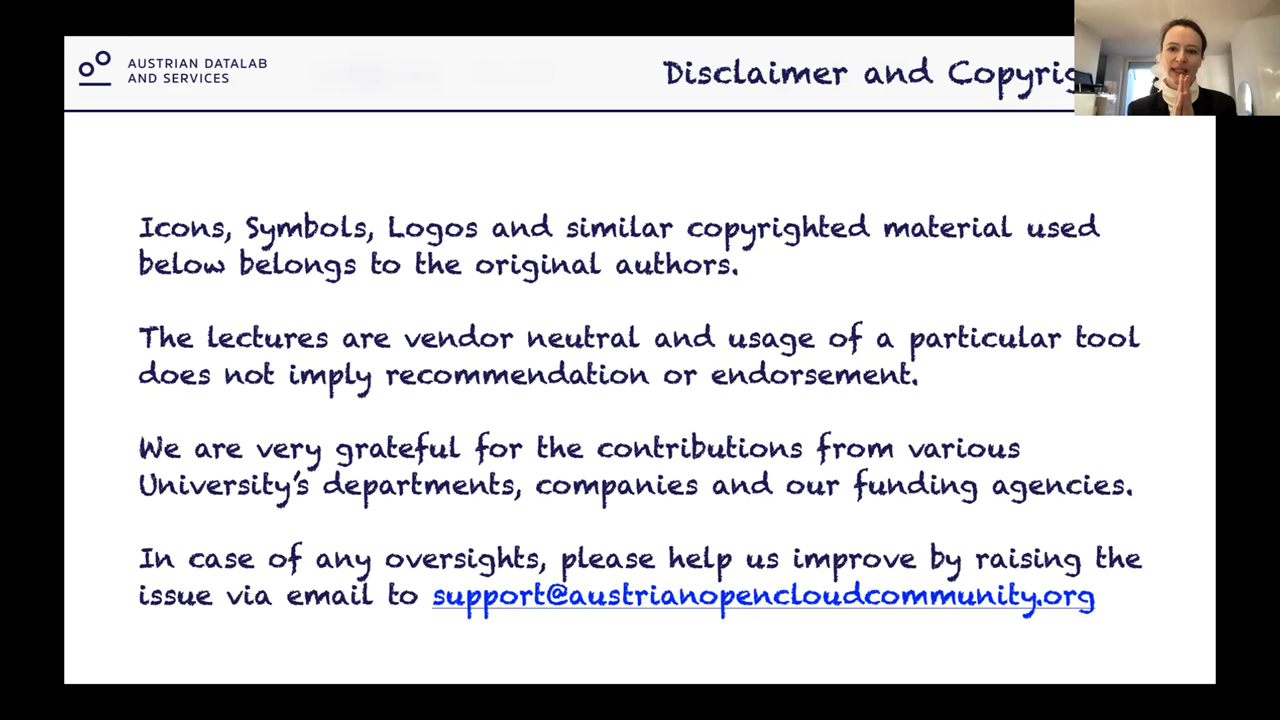 AUSTRIAN DATALAB
AND SERVICES
Disclaimer and Copyrig
Icons, Symbols, Logos and similar copyrighted material used
below belongs to the original authors.
The lectures are vendor neutral and usage of a particular tool
does not imply recommendation or endorsement.
We are very grateful for the contributions from various
University's departments, companies and our funding agencies.
In case of any oversights, please help us improve by raising the
issue via email to support@austrianopencloudcommunity.org